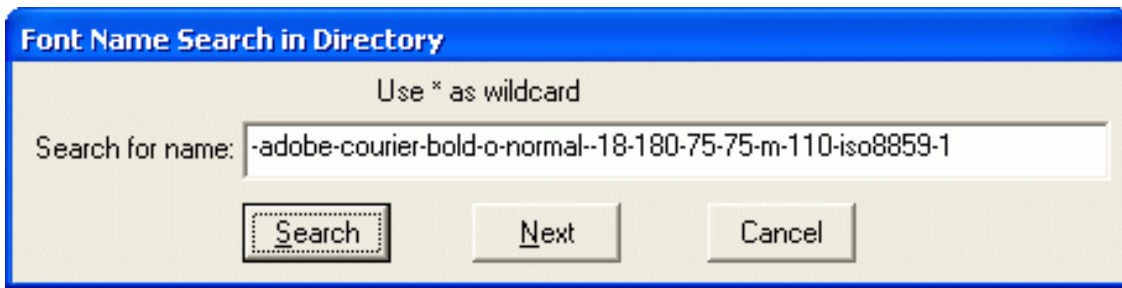 Font Name Search in Directory
Use * as wildcard
Search for name: -adobe-courier-bold-o-normal--18-180-75-75-m-110-iso8859-1
Search Next Cancel